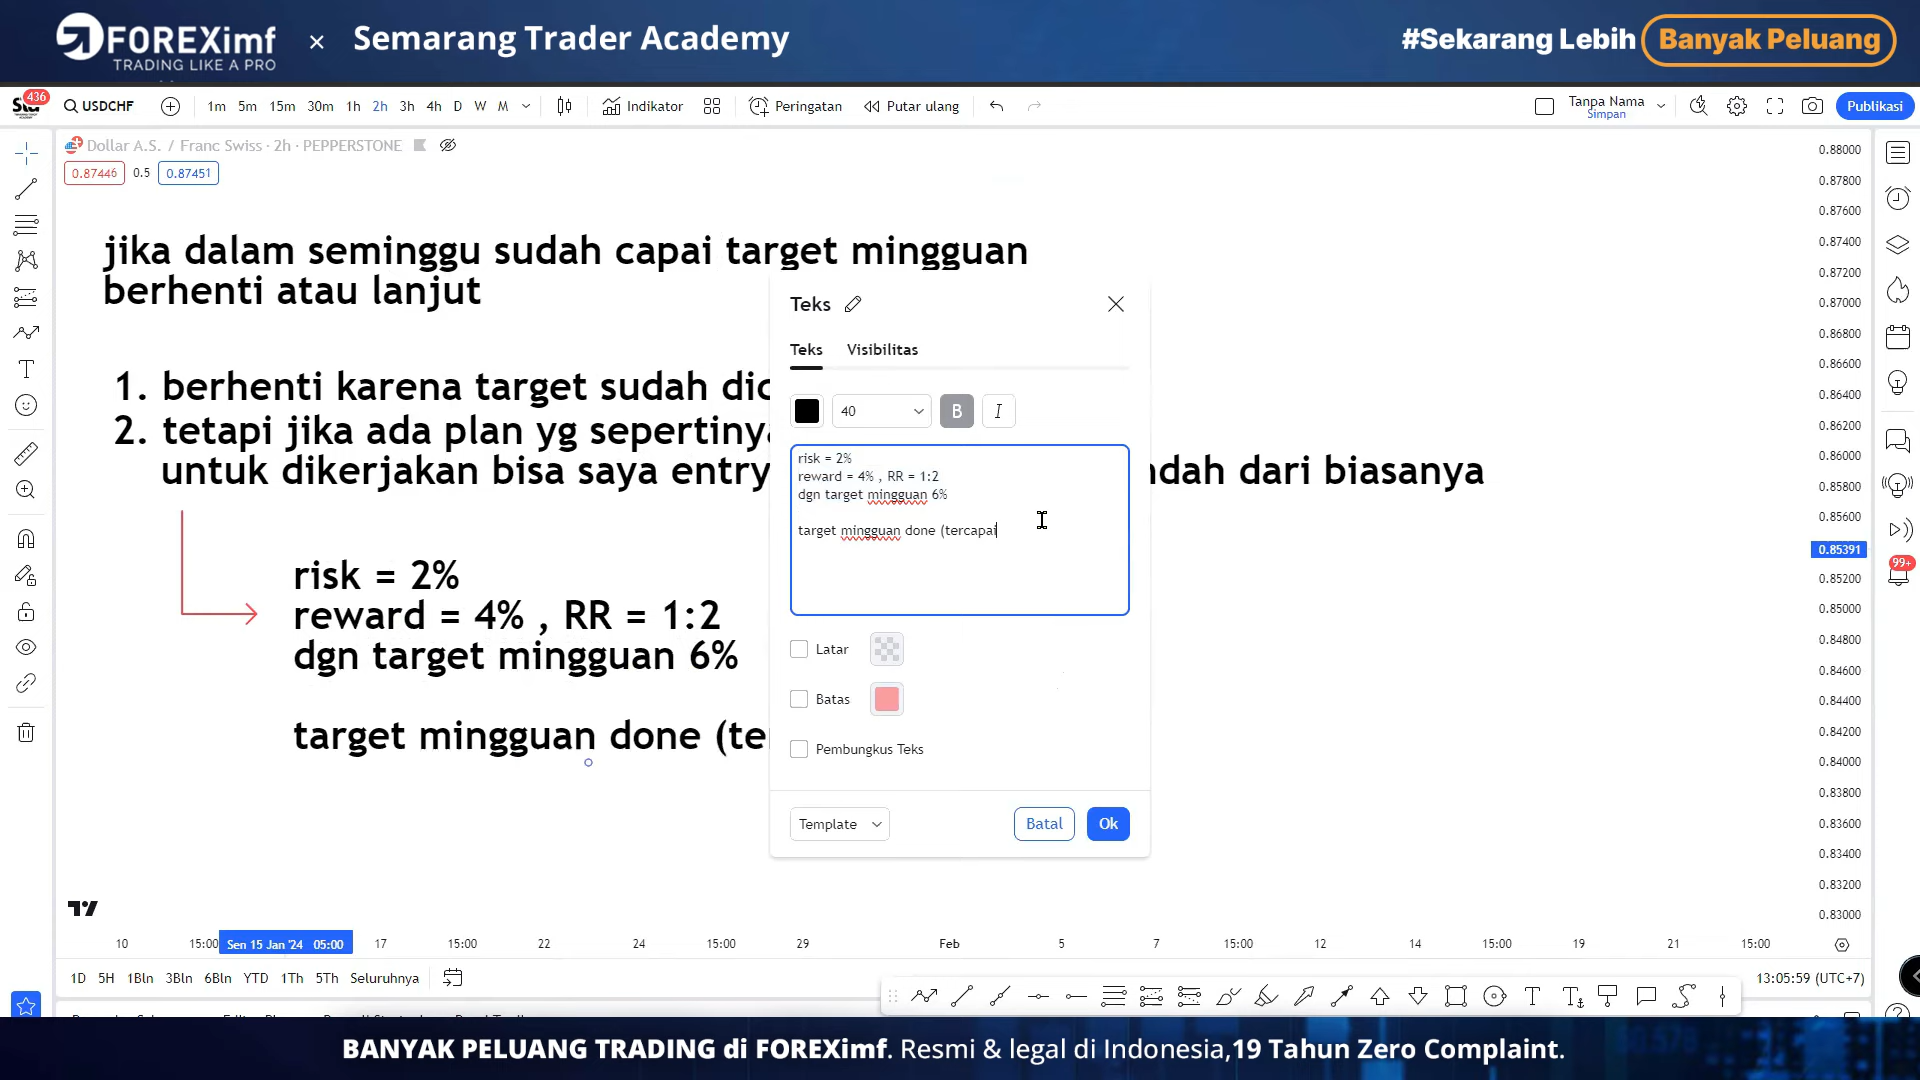 FOREXimf
TRADING LIKE A PRO
×
Semarang Trader Academy
#Sekarang Lebih Banyak Peluang
436
USDCHF
1m 5m 15m 30m 1h 2h 3h 4h D W M
Indikator
Peringatan
Putar ulang
Tanpa Nama
Simpan
Publikasi
Dollar A.S. / Franc Swiss · 2h · PEPPERSTONE
0.87446 0.5 0.87451
jika dalam seminggu sudah capai target mingguan
berhenti atau lanjut
1. berhenti karena target sudah
2. tetapi jika ada plan yg
untuk dikerjakan bisa saya entry
dari biasanya
risk = 2%
reward = 4% , RR = 1:2
dgn target mingguan 6%
target mingguan done
Teks
Teks Visibilitas
40 B I
risk = 2%
reward = 4% , RR = 1:2
dgn target mingguan 6%
target mingguan done (tercapai
Latar
Batas
Pembungkus Teks
Template
Batal
Ok
0.88000
0.87800
0.87600
0.87400
0.87200
0.87000
0.86800
0.86600
0.86400
0.86200
0.86000
0.85800
0.85600
0.85391
0.85200
0.85000
0.84800
0.84600
0.84400
0.84200
0.84000
0.83800
0.83600
0.83400
0.83200
0.83000
99+
10 15:00 Sen 15 Jan '24 05:00 17 15:00 22 24 15:00 29 Feb 5 7 15:00 12 14 15:00 19 21 15:00
1D 5H 1Bln 3Bln 6Bln YTD 1Th 5Th Seluruhnya
13:05:59 (UTC+7)
BANYAK PELUANG TRADING di FOREXimf. Resmi & legal di Indonesia,19 Tahun Zero Complaint.